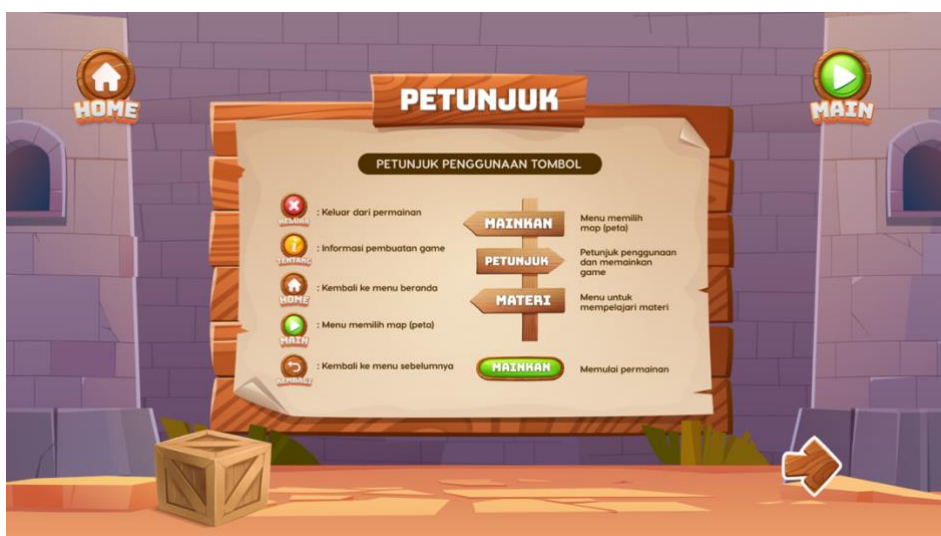 HOME
PETUNJUK
MAIN
PETUNJUK PENGGUNAAN TOMBOL
KELUAR
: Keluar dari permainan
TENTANG
: Informasi pembuatan game
HOME
: Kembali ke menu beranda
MAIN
: Menu memilih map (peta)
KEMBALI
: Kembali ke menu sebelumnya
MAINKAN
Menu memilih
map (peta)
PETUNJUK
Petunjuk penggunaan
dan memainkan
game
MATERI
Menu untuk
mempelajari materi
MAINKAN
Memulai permainan